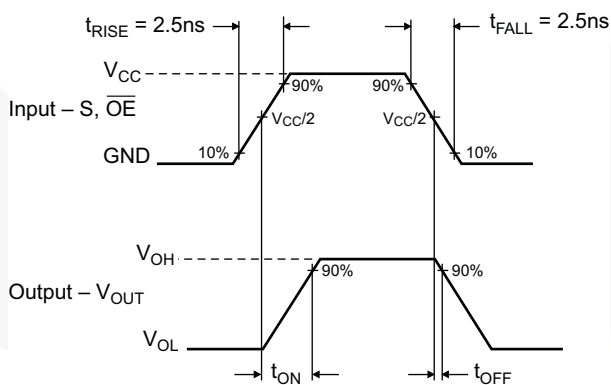 tRISE = 2.5ns
tFALL = 2.5ns
VCC
90%
90%
Input – S, O̅E̅
VCC/2
VCC/2
GND
10%
10%
VOH
90%
90%
Output – VOUT
VOL
tON
tOFF